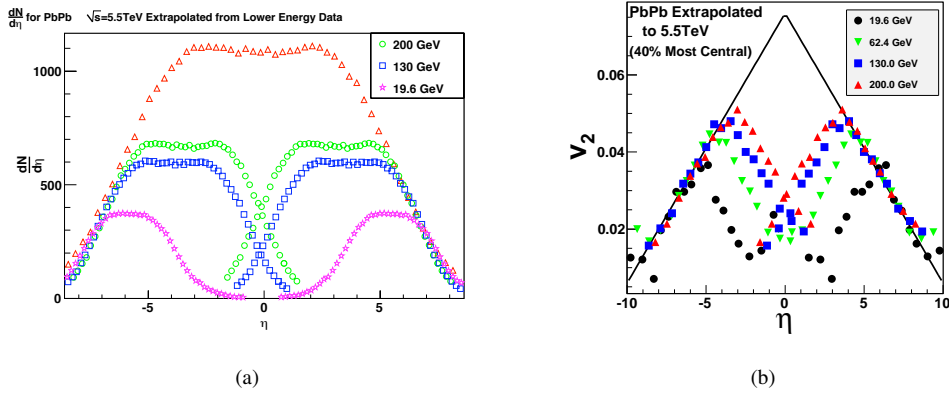 dN/dη for PbPb √s=5.5TeV Extrapolated from Lower Energy Data
dN/dη
1000
500
0
200 GeV
130 GeV
19.6 GeV
-5 0 5
η
(a)
PbPb Extrapolated
to 5.5TeV
(40% Most Central)
19.6 GeV
62.4 GeV
130.0 GeV
200.0 GeV
V2
0.06
0.04
0.02
-10 -5 0 5 10
η
(b)